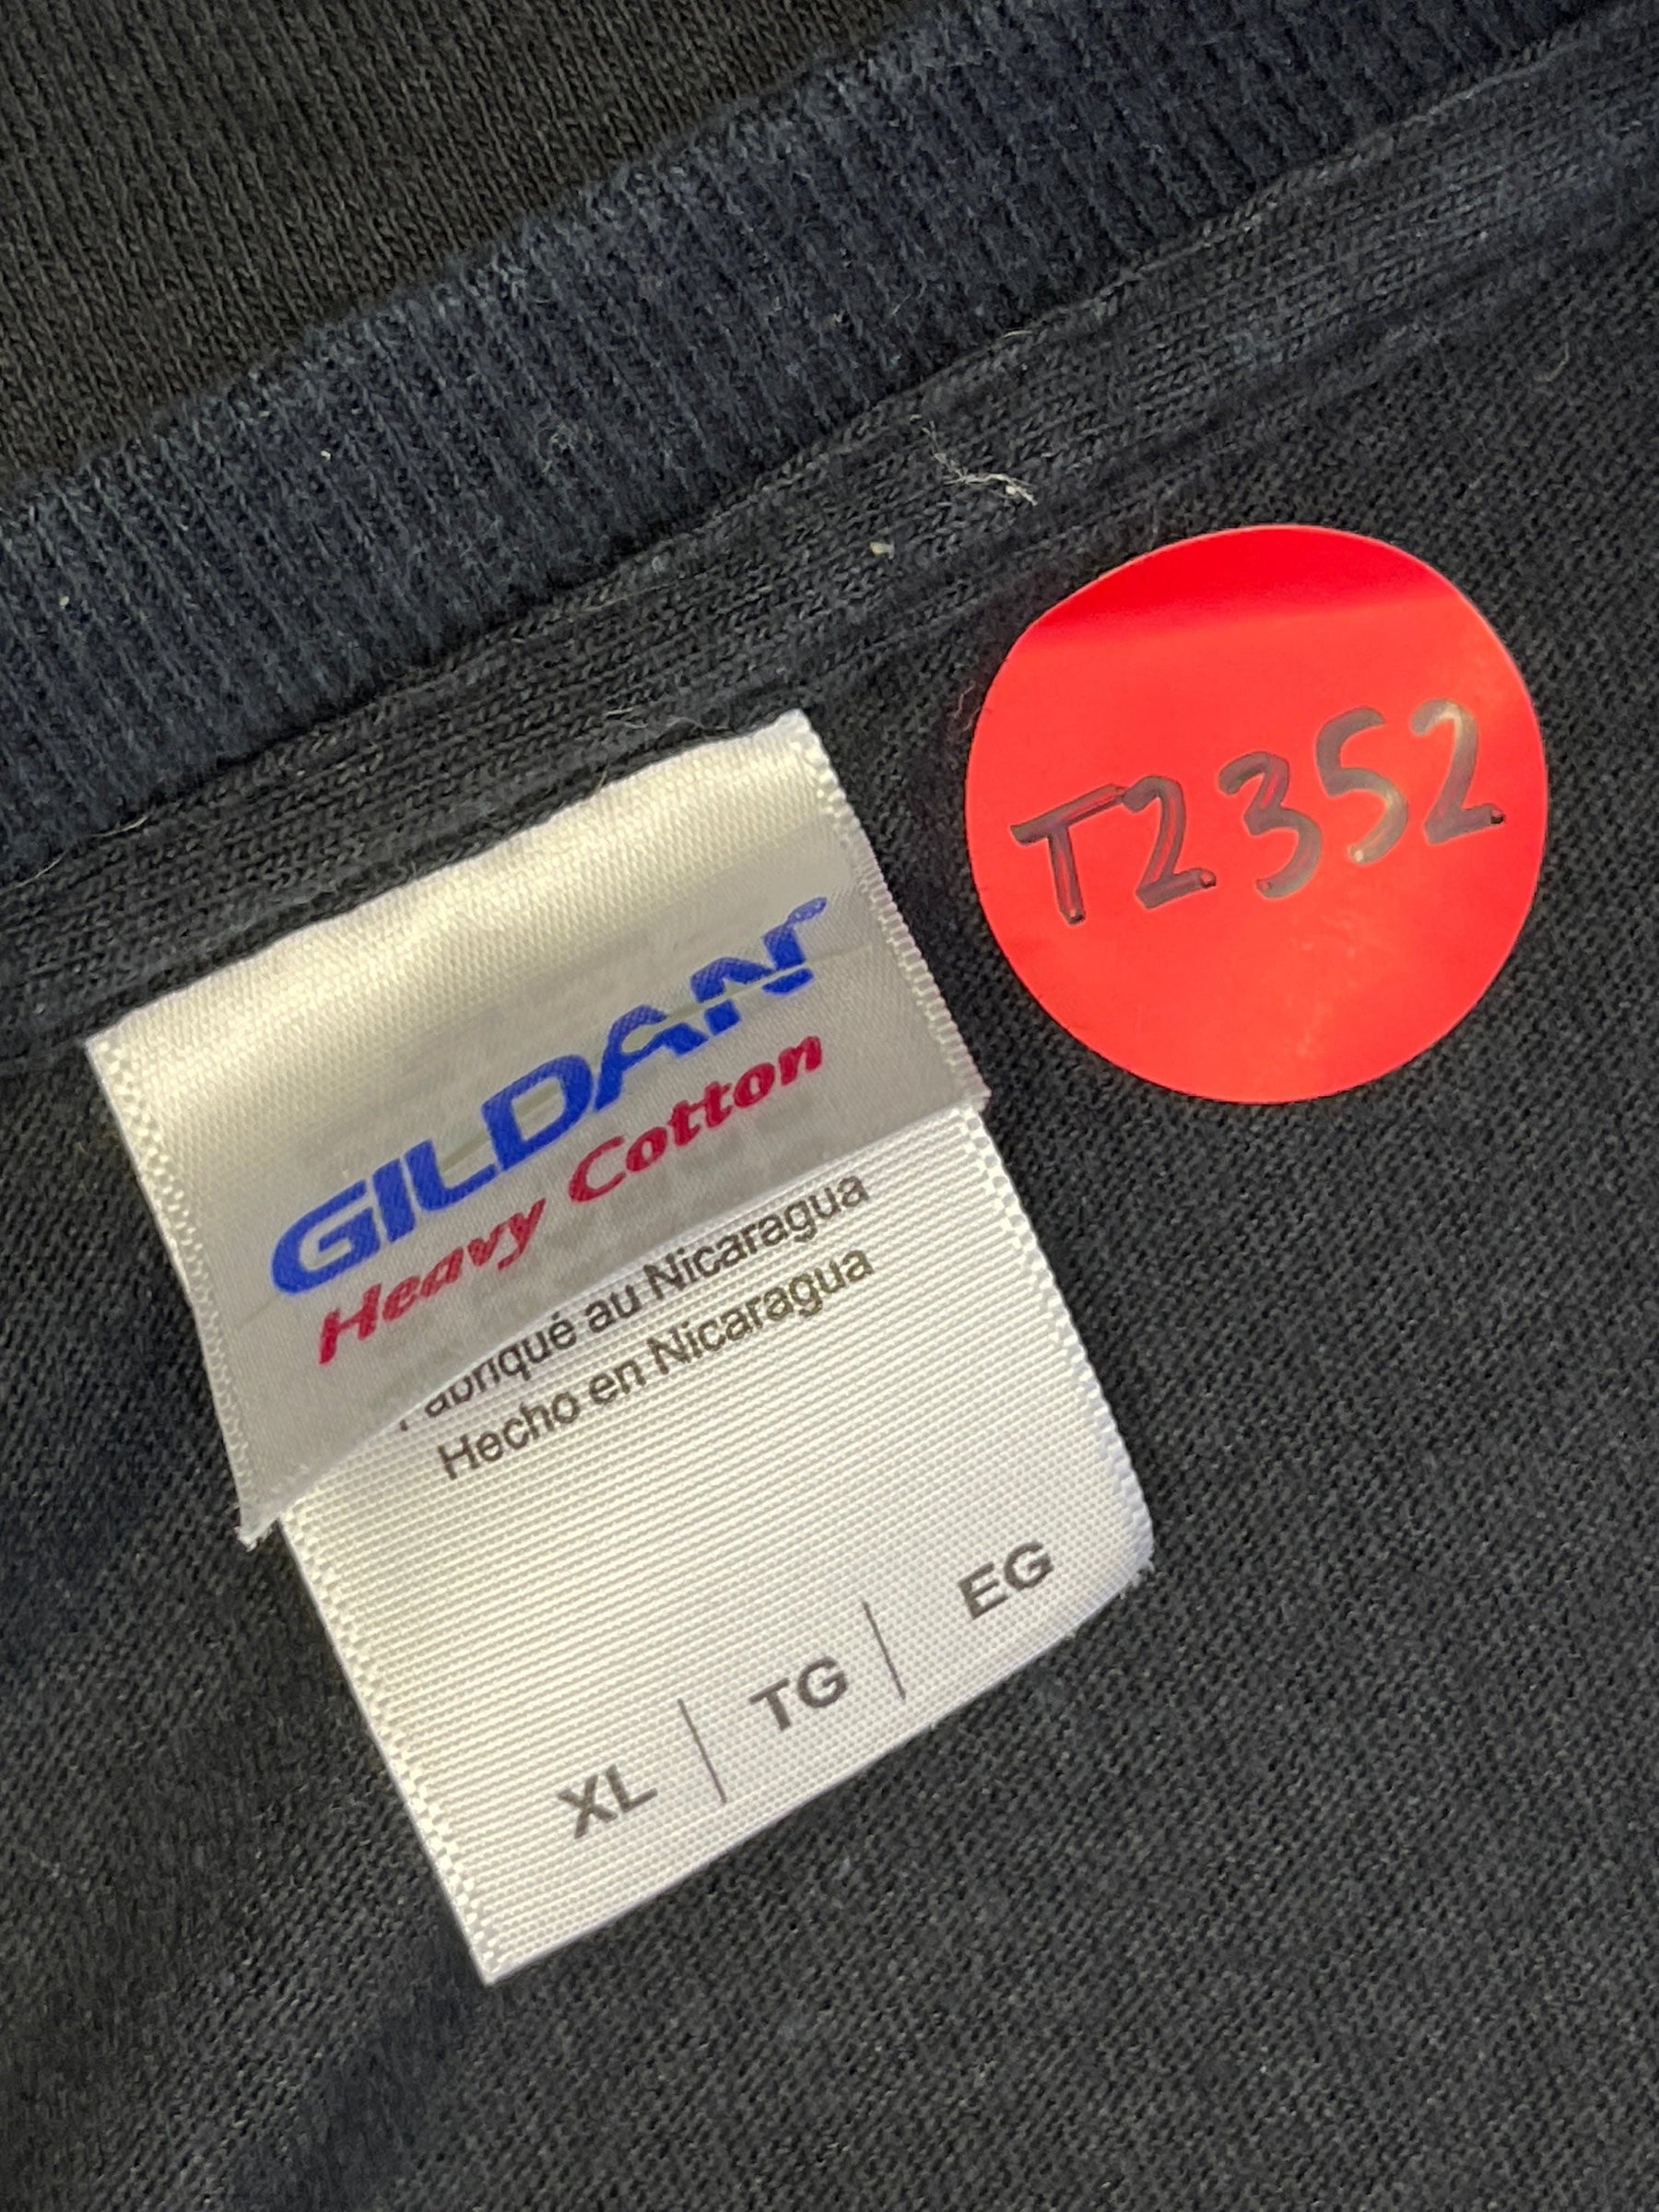 T2352
GILDAN®
Heavy Cotton
Fabriqué au Nicaragua
Hecho en Nicaragua
XL | TG | EG